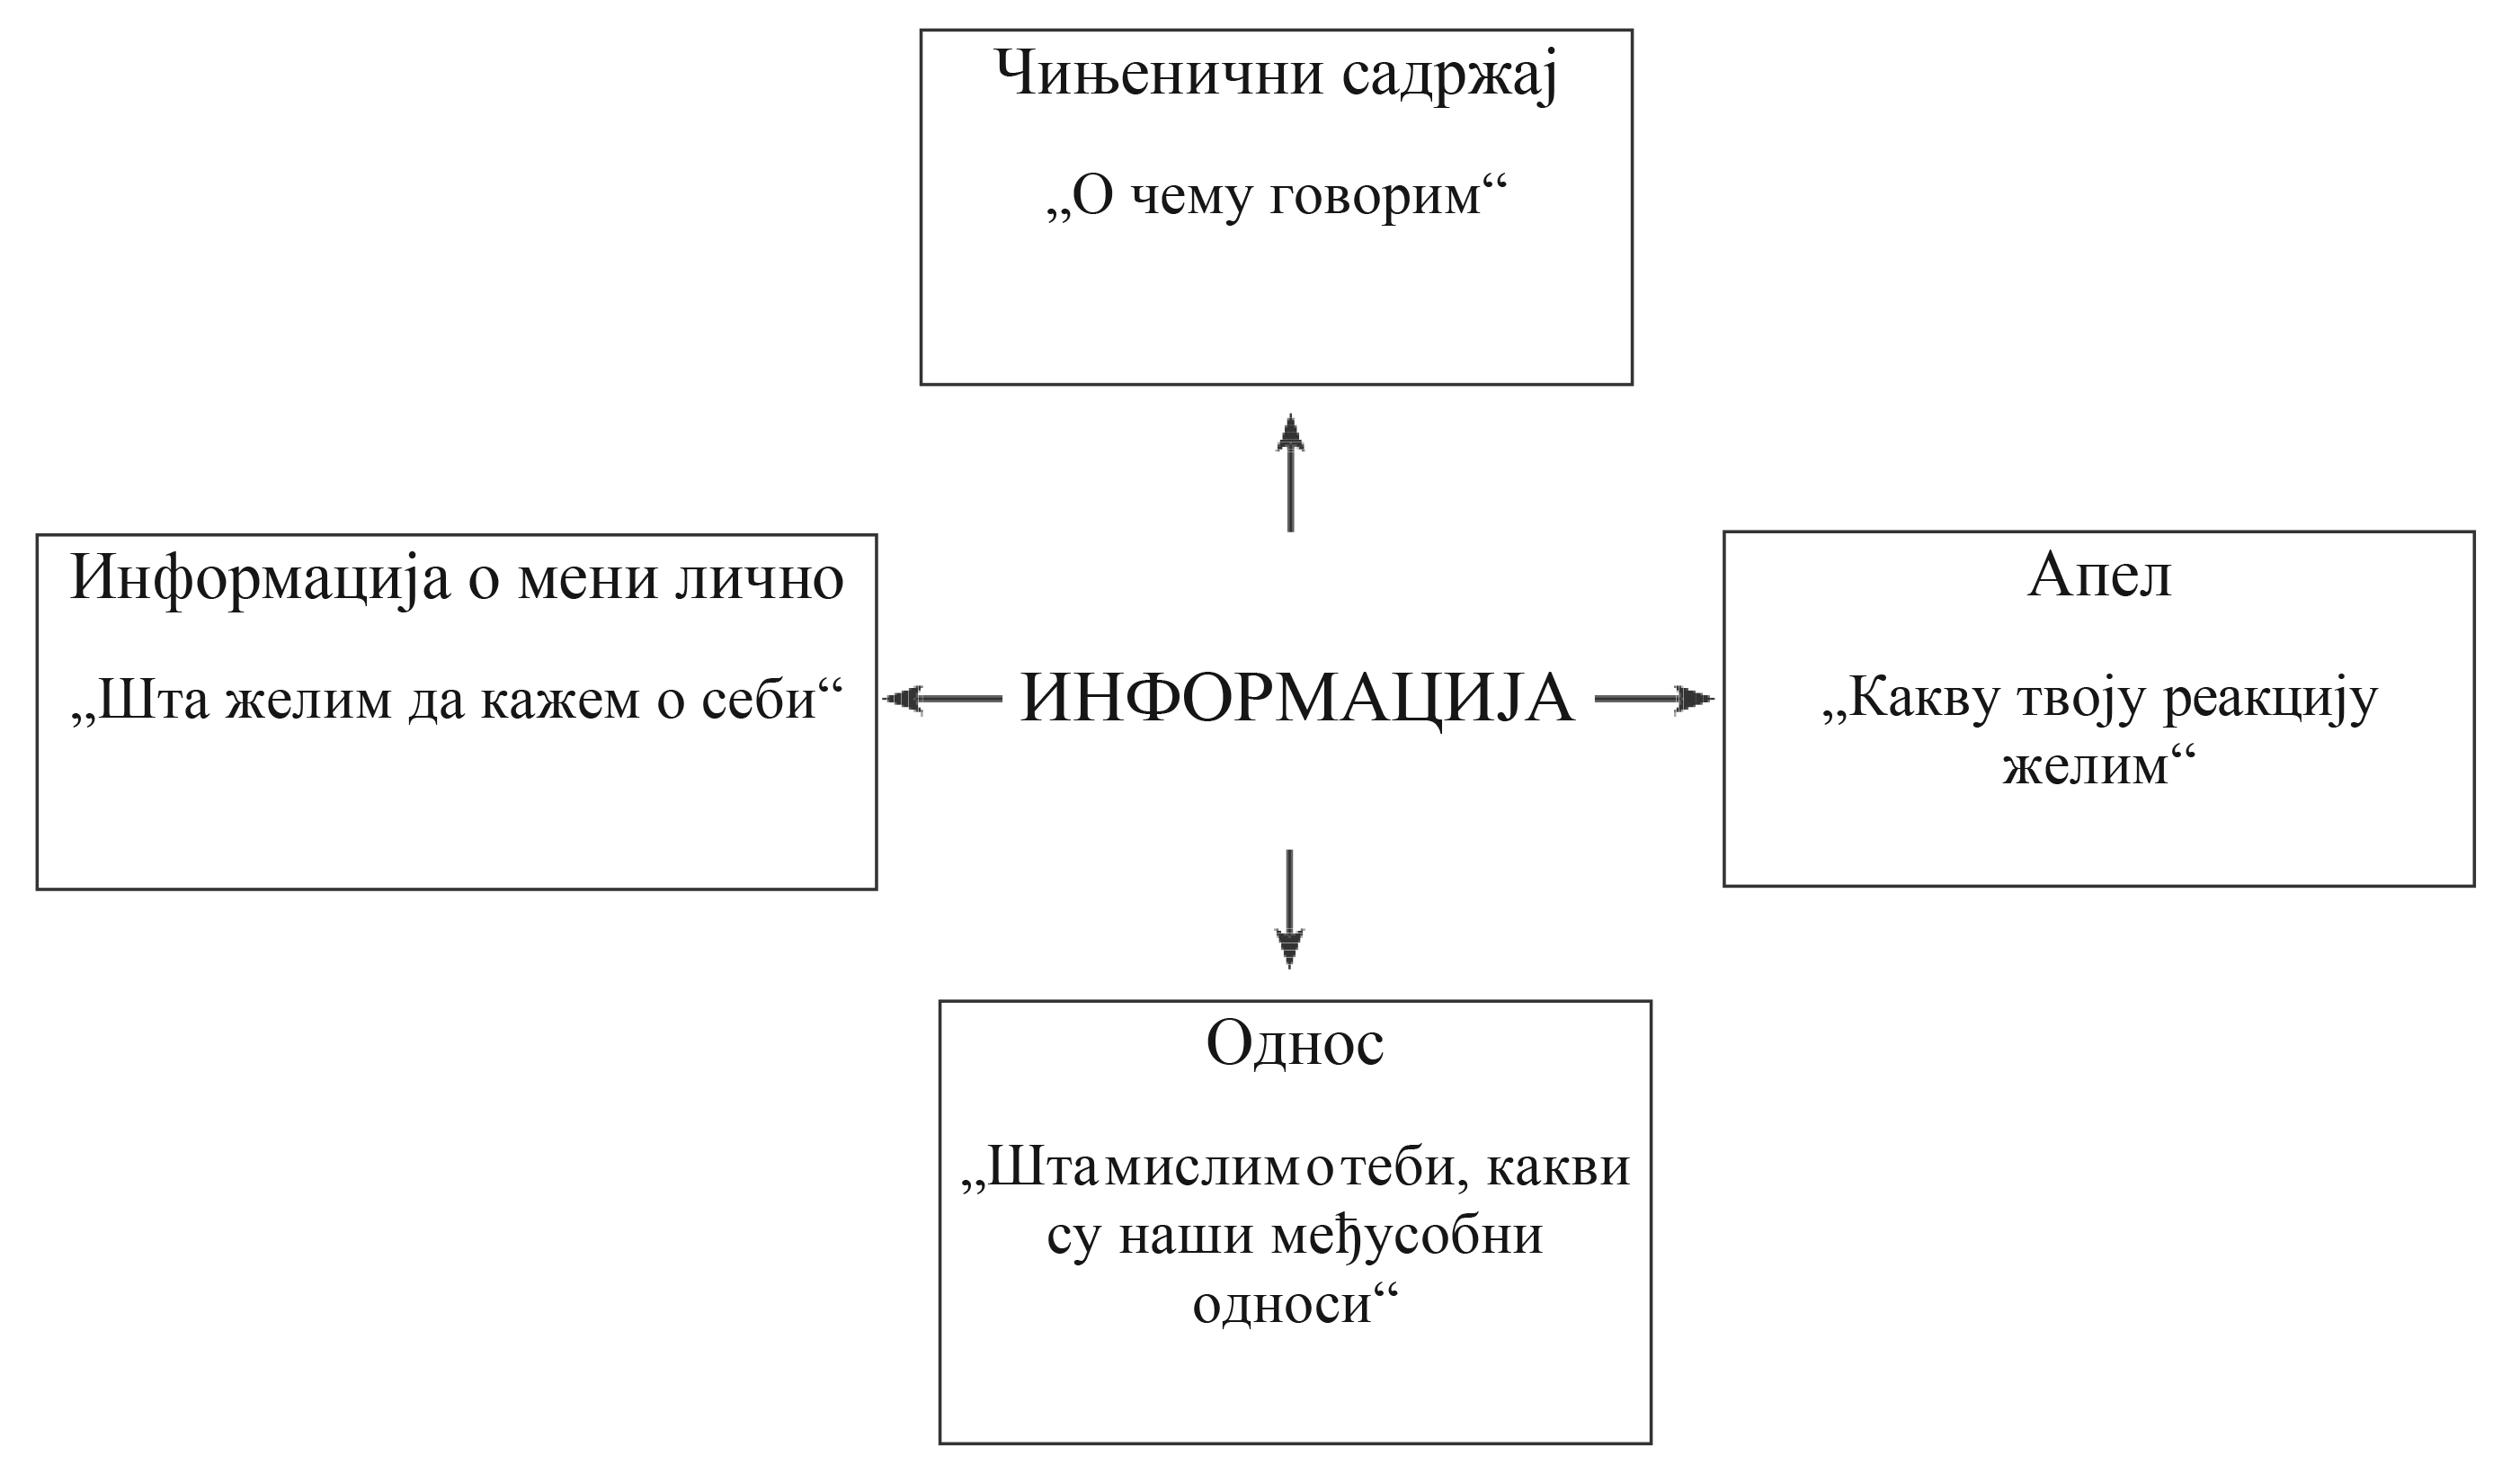 Чињенични садржај
„О чему говорим“
Информација о мени лично
„Шта желим да кажем о себи“
ИНФОРМАЦИЈА
Апел
„Какву твоју реакцију
желим“
Однос
„Шта мислим о теби, какви
су наши међусобни
односи“